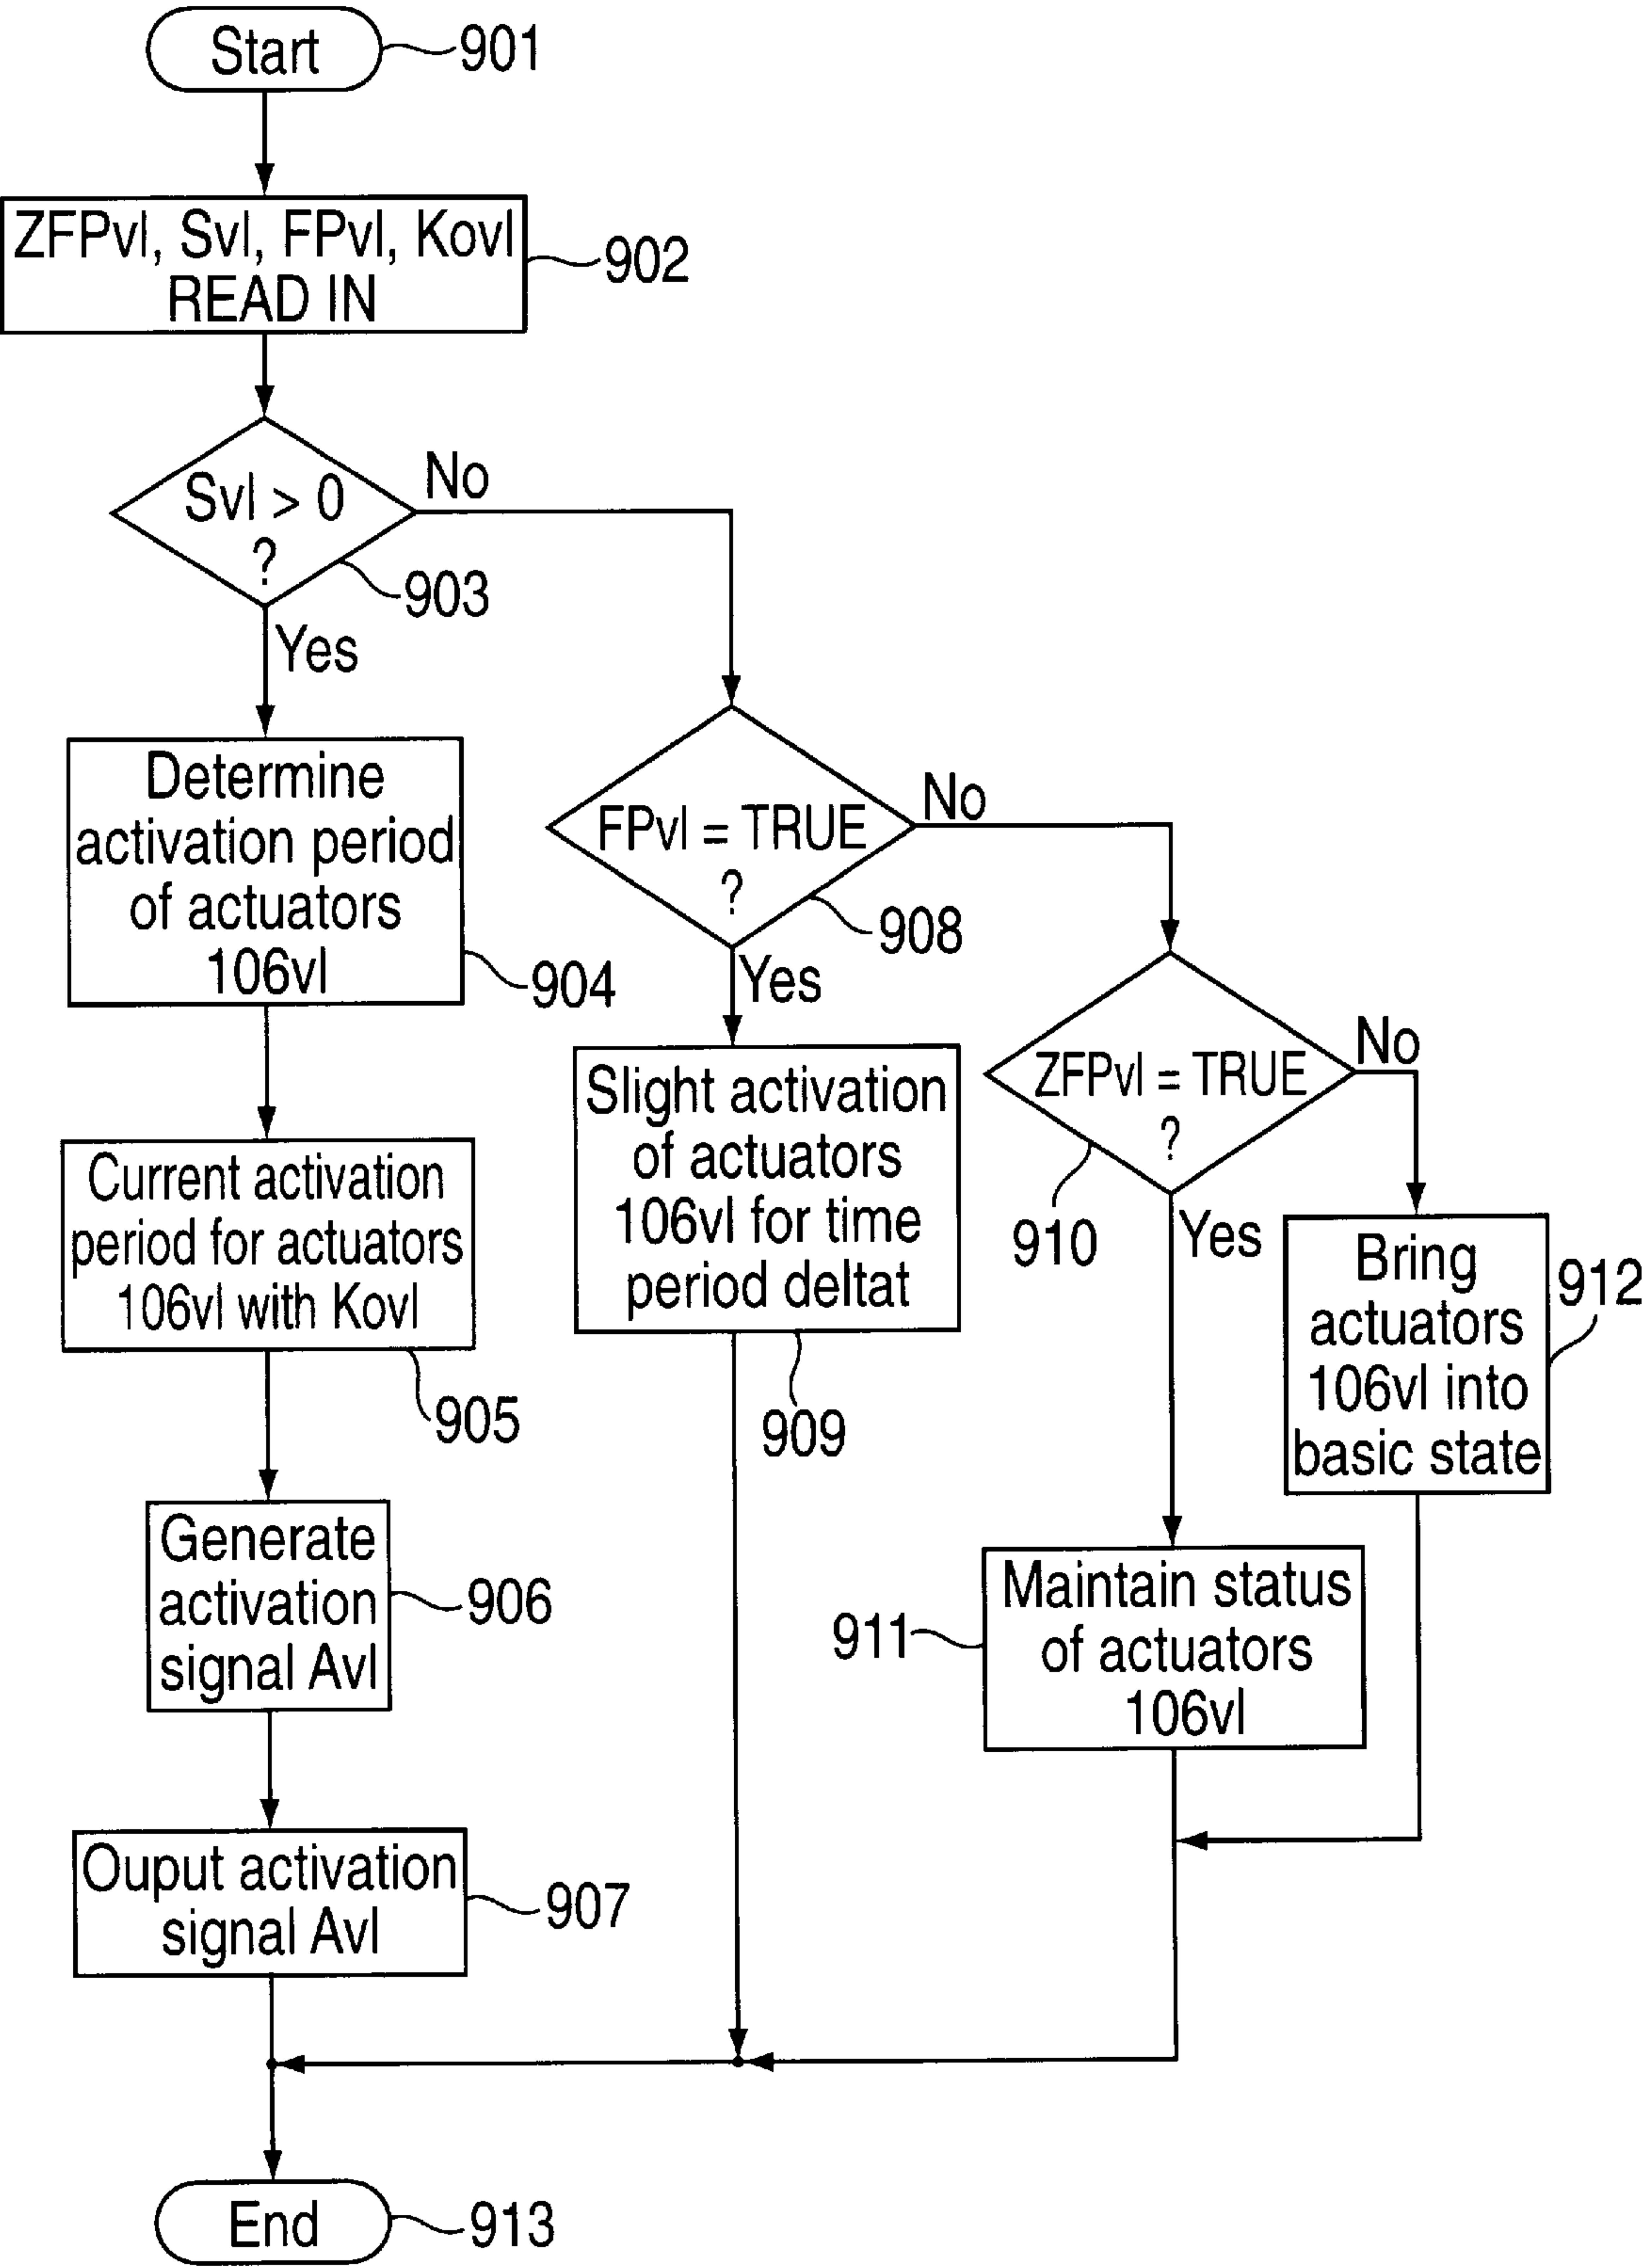 Start
901
ZFPvl, Svl, FPvl, Kovl
READ IN
902
Svl > 0
?
No
903
Yes
Determine
activation period
of actuators
106vl
904
FPvl = TRUE
?
No
908
Yes
Current activation
period for actuators
106vl with Kovl
905
Slight activation
of actuators
106vl for time
period deltat
909
ZFPvl = TRUE
?
No
910
Yes
Bring
actuators
106vl into
basic state
912
Generate
activation
signal Avl
906
Maintain status
of actuators
106vl
911
Ouput activation
signal Avl
907
End
913